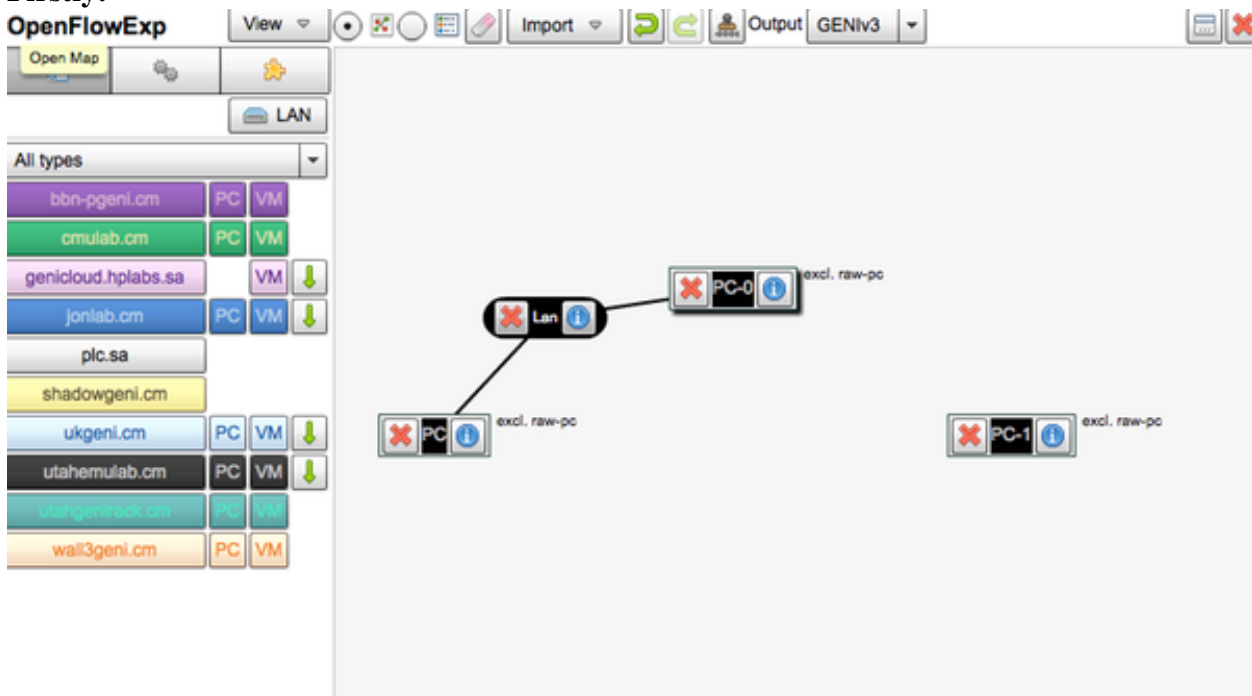 Firstly.
OpenFlowExp View Import Output GENIv3
Open Map
LAN
All types
bbn-pgeni.cm PC VM
cmulab.cm PC VM
genicloud.hplabs.sa VM
jonlab.cm PC VM
plc.sa
shadowgeni.cm
ukgeni.cm PC VM
utahemulab.cm PC VM
utahgenirack.cm PC VM
wall3geni.cm PC VM
PC-0 excl. raw-pc
Lan
PC excl. raw-pc
PC-1 excl. raw-pc